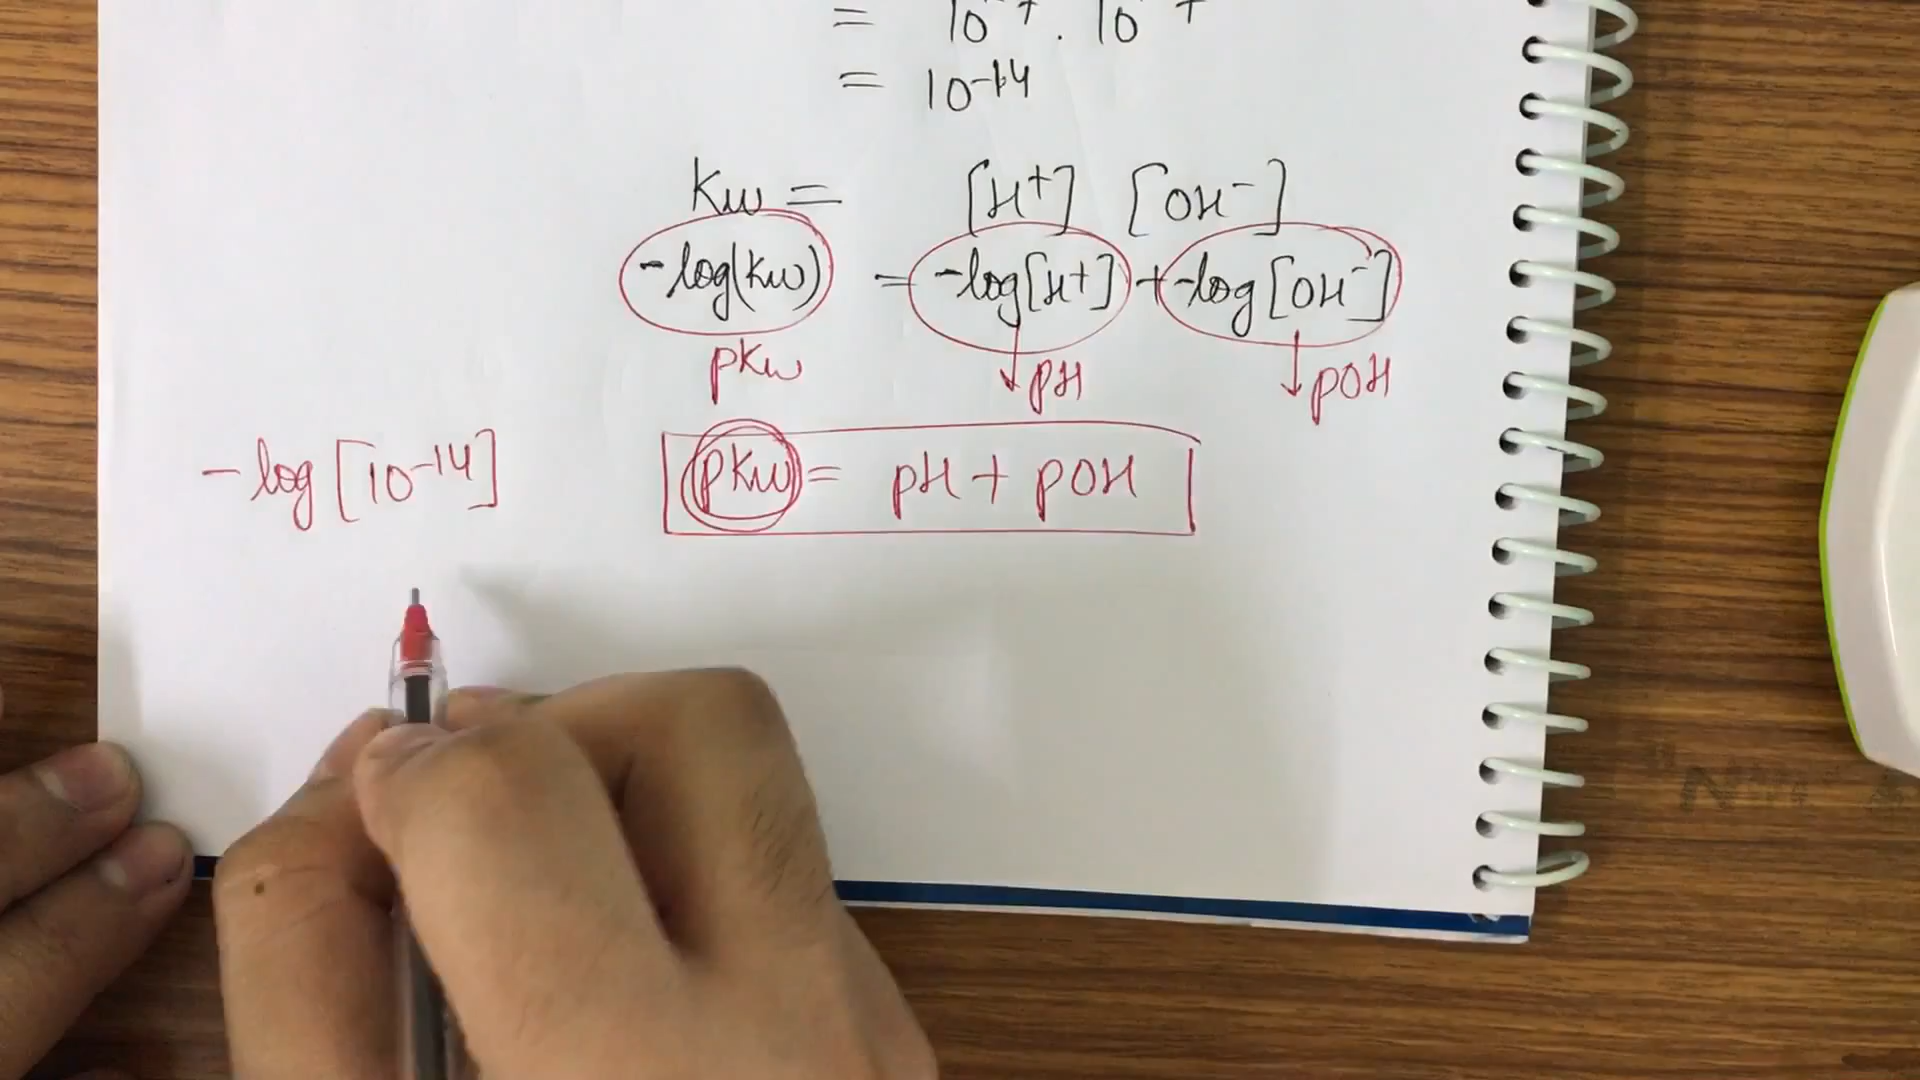 = 10⁻⁷ . 10⁻⁷
= 10⁻¹⁴
Kw = [H⁺] [OH⁻]
-log(Kw) = -log[H⁺] + -log[OH⁻]
pKw pH pOH
-log[10⁻¹⁴] pKw = pH + pOH